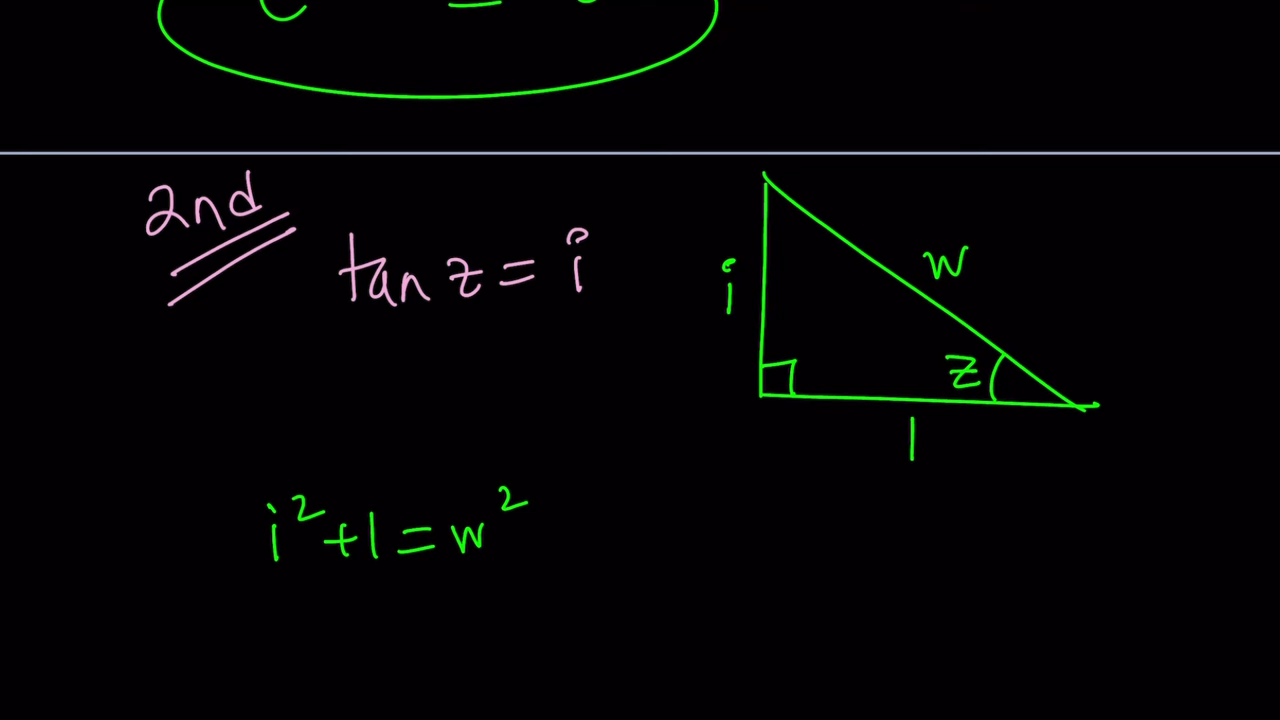 2nd
tan z = i
i
w
z
1
i² + 1 = w²